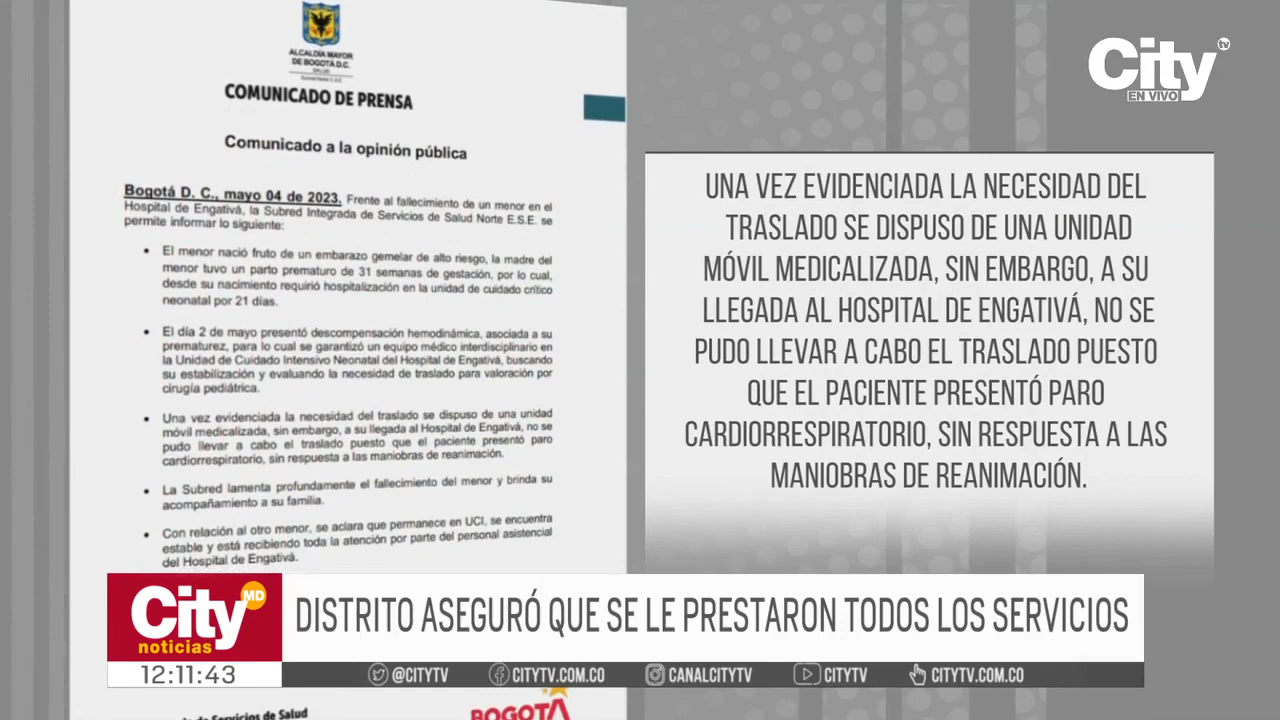 ALCALDÍA MAYOR
DE BOGOTÁ D.C.
SALUD
COMUNICADO DE PRENSA
Comunicado a la opinión pública
Bogotá D. C., mayo 04 de 2023. Frente al fallecimiento de un menor en el
Hospital de Engativá, la Subred Integrada de Servicios de Salud Norte E.S.E. se
permite informar lo siguiente:
• El menor nació fruto de un embarazo gemelar de alto riesgo, la madre del
menor tuvo un parto prematuro de 31 semanas de gestación, por lo cual,
desde su nacimiento requirió hospitalización en la unidad de cuidado crítico
neonatal por 21 días.
• El día 2 de mayo presentó descompensación hemodinámica, asociada a su
prematurez, para lo cual se garantizó un equipo médico interdisciplinario en
la Unidad de Cuidado Intensivo Neonatal del Hospital de Engativá, buscando
su estabilización y evaluando la necesidad de traslado para valoración por
cirugía pediátrica.
• Una vez evidenciada la necesidad del traslado se dispuso de una unidad
móvil medicalizada, sin embargo, a su llegada al Hospital de Engativá, no se
pudo llevar a cabo el traslado puesto que el paciente presentó paro
cardiorrespiratorio, sin respuesta a las maniobras de reanimación.
• La Subred lamenta profundamente el fallecimiento del menor y brinda su
acompañamiento a su familia.
• Con relación al otro menor, se aclara que permanece en UCI, se encuentra
estable y está recibiendo toda la atención por parte del personal asistencial
del Hospital de Engativá.
de Servicios de Salud
BOGOTÁ
City tv
EN VIVO
UNA VEZ EVIDENCIADA LA NECESIDAD DEL
TRASLADO SE DISPUSO DE UNA UNIDAD
MÓVIL MEDICALIZADA, SIN EMBARGO, A SU
LLEGADA AL HOSPITAL DE ENGATIVÁ, NO SE
PUDO LLEVAR A CABO EL TRASLADO PUESTO
QUE EL PACIENTE PRESENTÓ PARO
CARDIORRESPIRATORIO, SIN RESPUESTA A LAS
MANIOBRAS DE REANIMACIÓN.
City MD
noticias
DISTRITO ASEGURÓ QUE SE LE PRESTARON TODOS LOS SERVICIOS
12:11:43
@CITYTV
CITYTV.COM.CO
CANALCITYTV
CITYTV
CITYTV.COM.CO